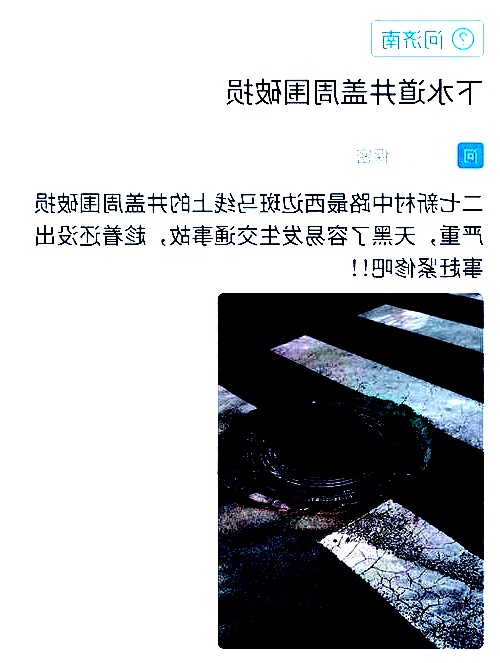 问济南
下水道井盖周围破损
问 保密
二七新村中路最西边斑马线上的井盖周围破损
严重，天黑了容易发生交通事故，趁着还没出
事赶紧修吧!!